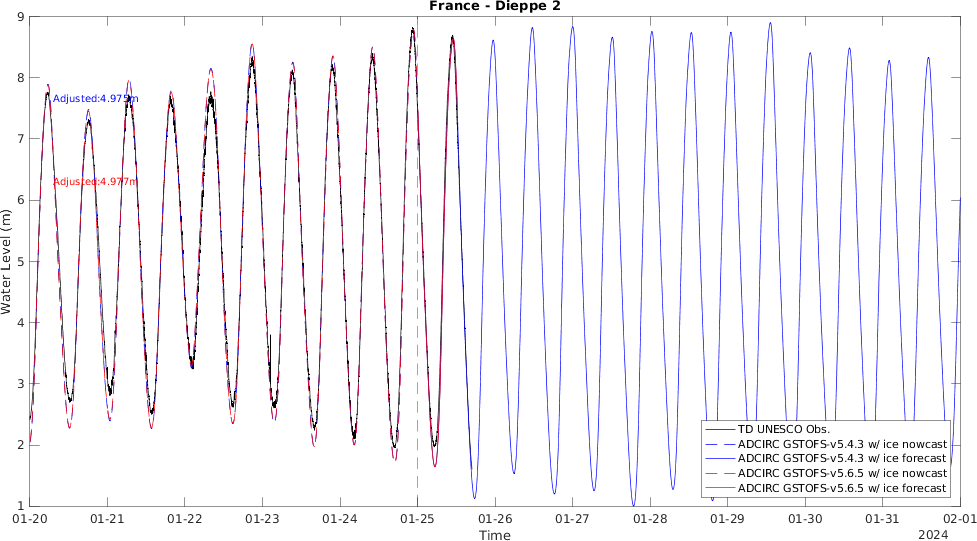 France - Dieppe 2
9
8
7
6
5
4
3
2
1
Water Level (m)
Adjusted:4.975m
Adjusted:4.977m
TD UNESCO Obs.
ADCIRC GSTOFS-v5.4.3 w/ ice nowcast
ADCIRC GSTOFS-v5.4.3 w/ ice forecast
ADCIRC GSTOFS-v5.6.5 w/ ice nowcast
ADCIRC GSTOFS-v5.6.5 w/ ice forecast
01-20 01-21 01-22 01-23 01-24 01-25 01-26 01-27 01-28 01-29 01-30 01-31 02-01
Time
2024